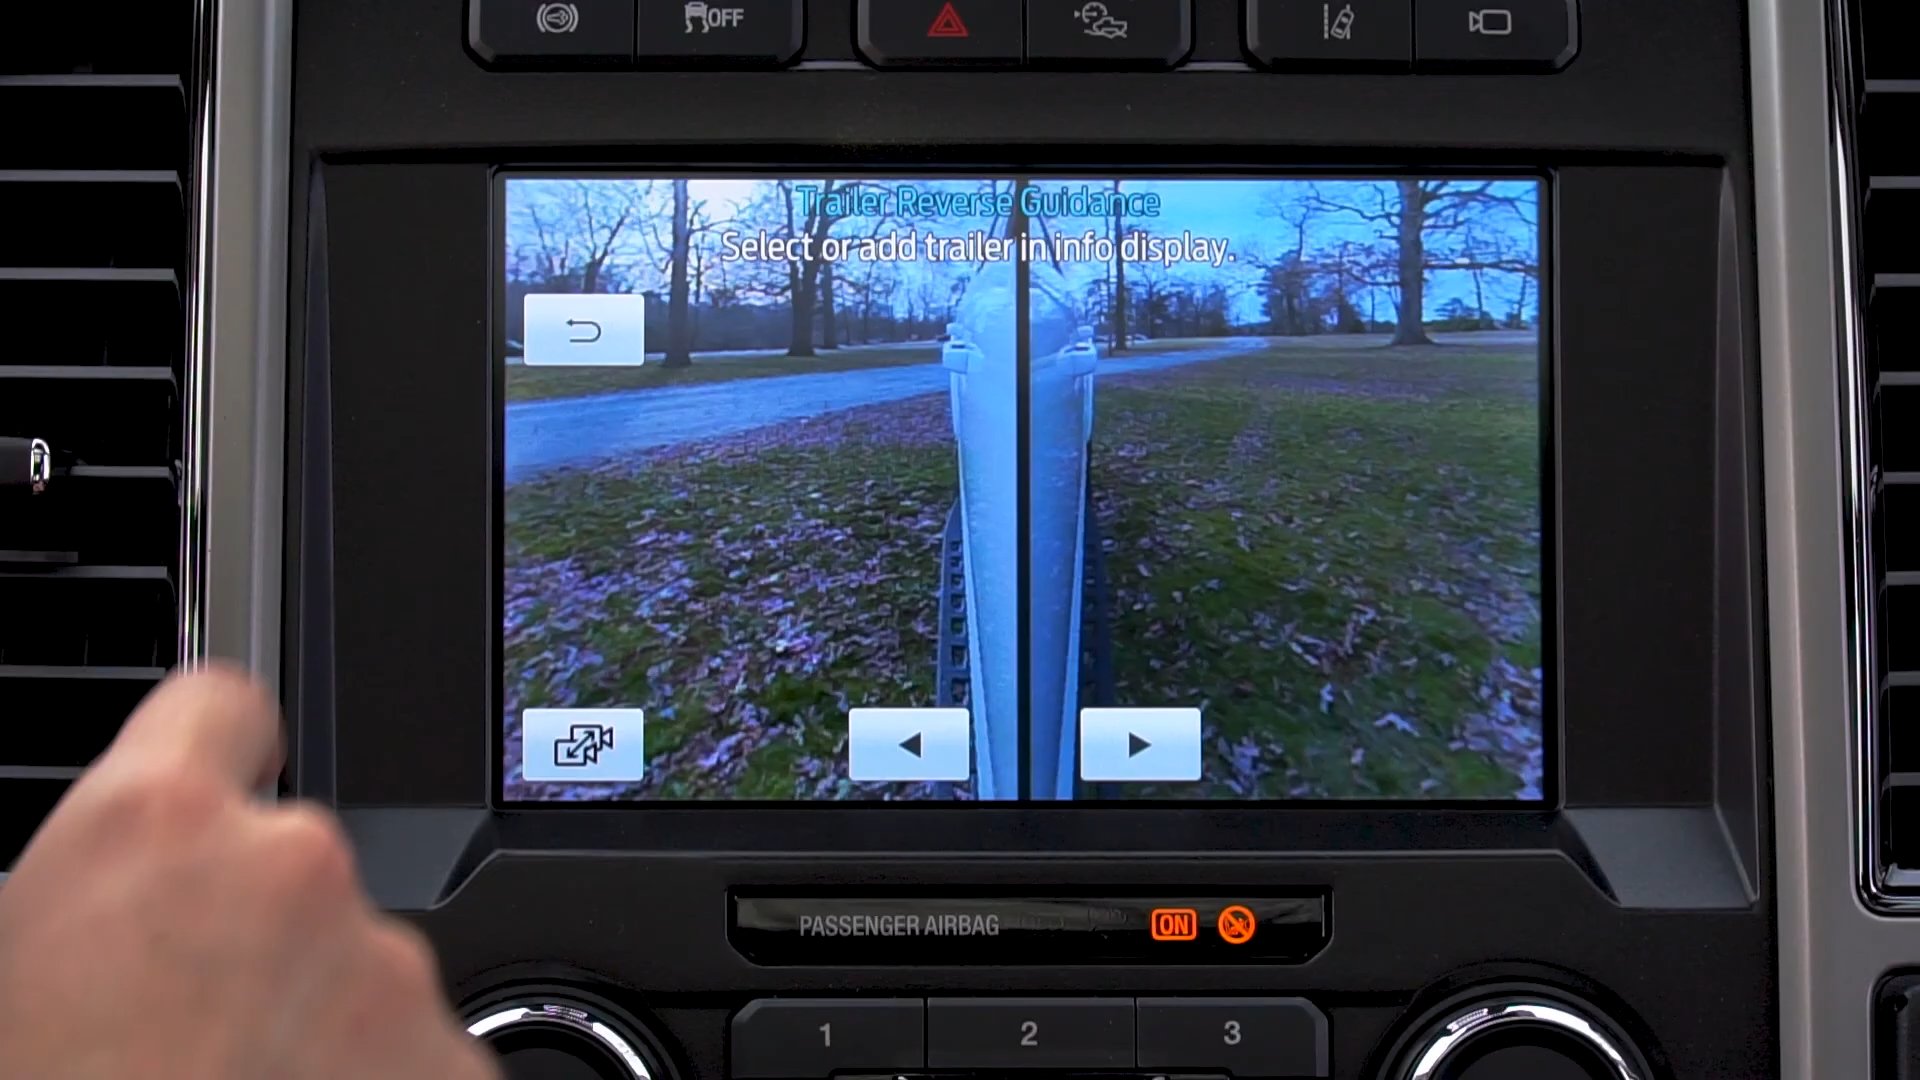 OFF
Trailer Reverse Guidance
Select or add trailer in info display.
PASSENGER AIRBAG ON
1 2 3